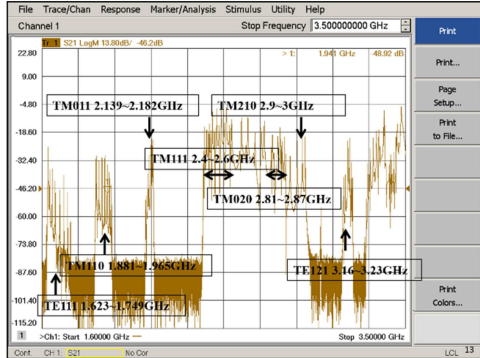 File Trace/Chan Response Marker/Analysis Stimulus Utility Help
Channel 1 Stop Frequency 3.500000000 GHz
Print
Tr 1 S21 LogM 13.80dB/ -46.2dB
> 1: 1.941 GHz 48.92 dB
22.80
9.00
-4.80
-18.60
-32.40
-46.20
-60.00
-73.80
-87.60
-101.40
-115.20
TM011 2.139~2.182GHz
TM210 2.9~3GHz
TM111 2.4~2.6GHz
TM020 2.81~2.87GHz
TM110 1.881~1.965GHz
TE121 3.16~3.23GHz
TE111 1.623~1.749GHz
Print...
Page
Setup...
Print
to File...
Print
Colors...
1 >Ch1: Start 1.60000 GHz Stop 3.50000 GHz
Cont. CH 1: S21 No Cor LCL 13